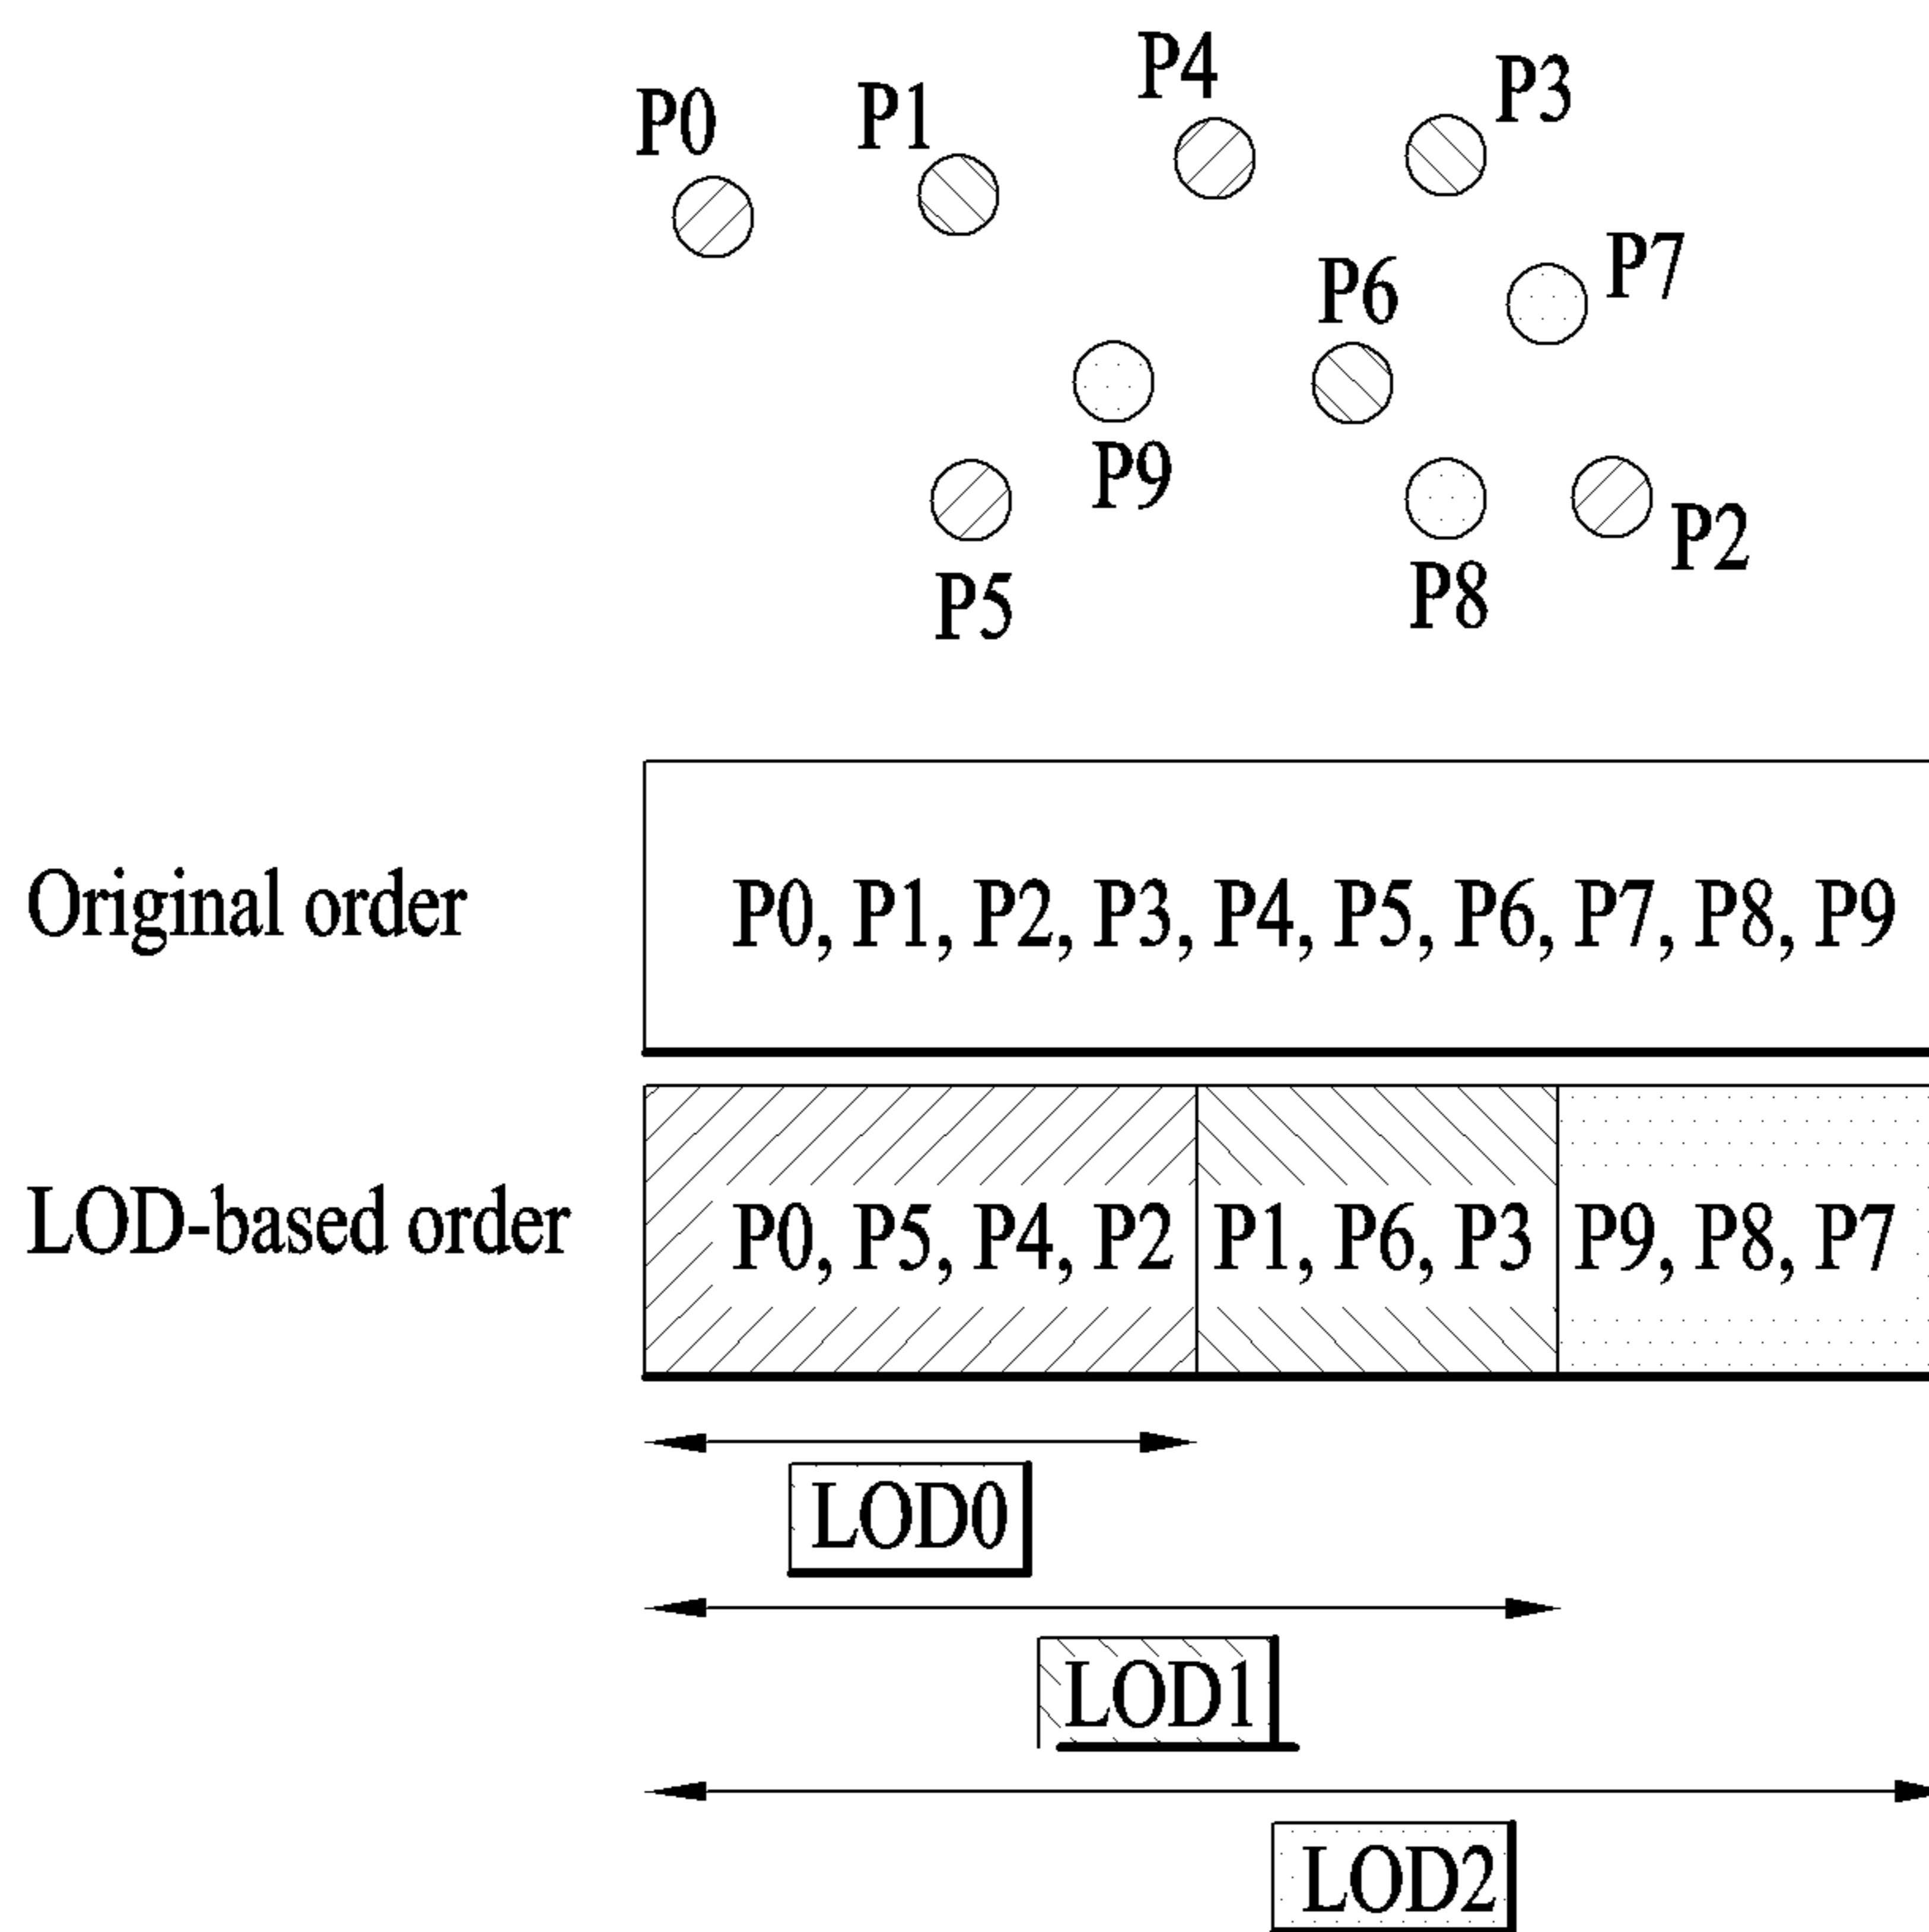 P4
P3
P0
P1
P7
P6
P9
P2
P8
P5
Original order
P0, P1, P2, P3, P4, P5, P6, P7, P8, P9
LOD-based order
P0, P5, P4, P2
P1, P6, P3
P9, P8, P7
LOD0
LOD1
LOD2